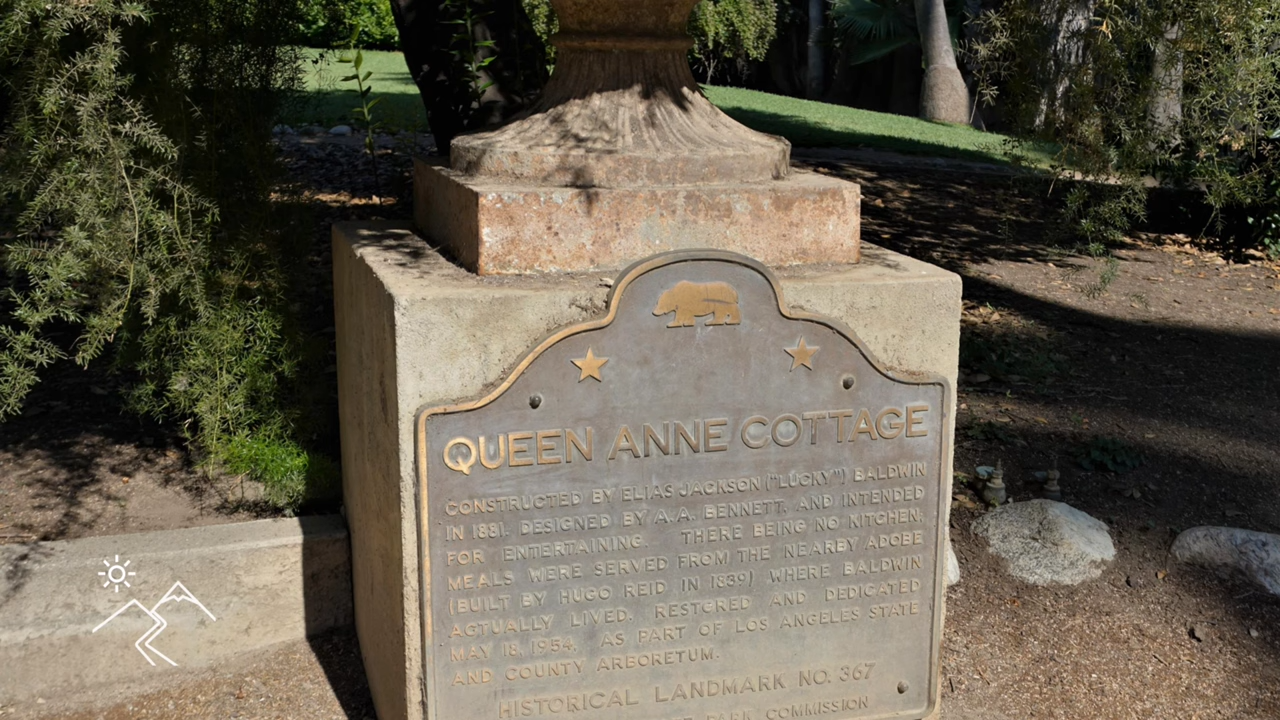 QUEEN ANNE COTTAGE
CONSTRUCTED BY ELIAS JACKSON ("LUCKY") BALDWIN
IN 1881. DESIGNED BY A.A. BENNETT, AND INTENDED
FOR ENTERTAINING. THERE BEING NO KITCHEN,
MEALS WERE SERVED FROM THE NEARBY ADOBE
(BUILT BY HUGO REID IN 1839) WHERE BALDWIN
ACTUALLY LIVED. RESTORED AND DEDICATED
MAY 18, 1954, AS PART OF LOS ANGELES STATE
AND COUNTY ARBORETUM.
HISTORICAL LANDMARK NO. 367
PARK COMMISSION